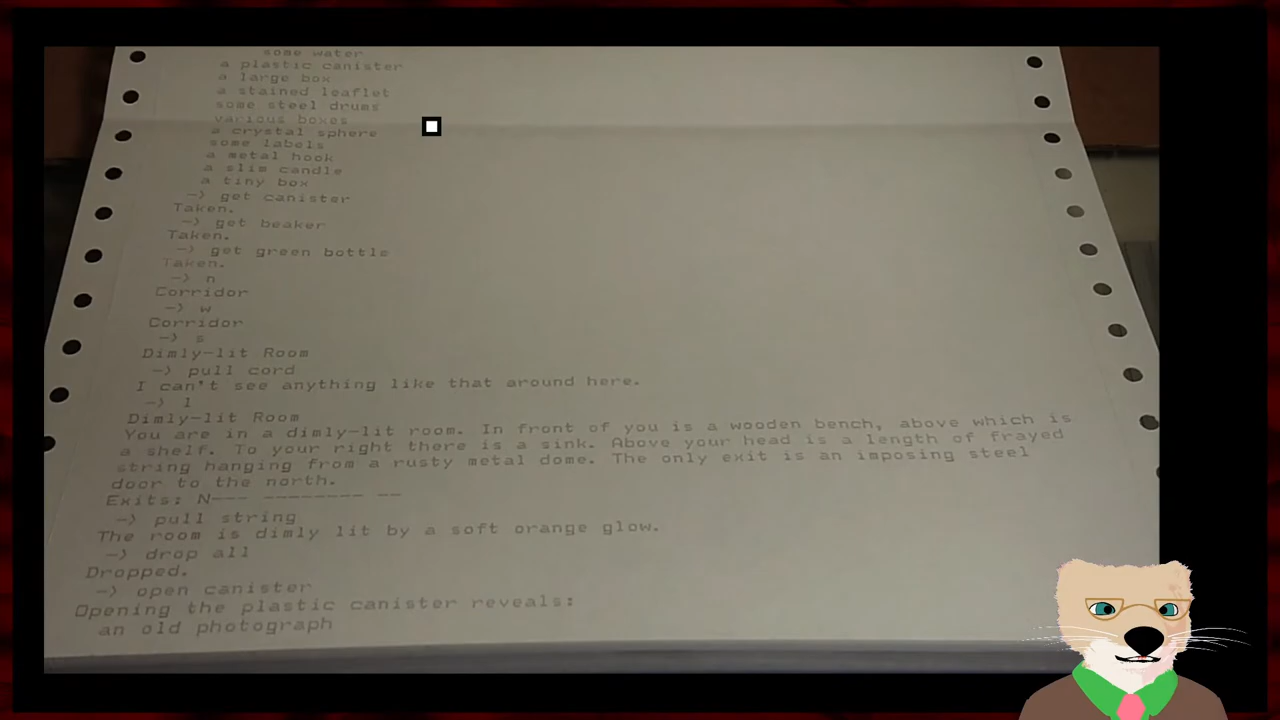 some water
a plastic canister
a large box
a stained leaflet
some steel drums
various boxes
a crystal sphere
some labels
a metal hook
a slim candle
a tiny box
-> get canister
Taken.
-> get beaker
Taken.
-> get green bottle
Taken.
-> n
Corridor
-> w
Corridor
-> s
Dimly-lit Room
-> pull cord
I can't see anything like that around here.
-> l
Dimly-lit Room
You are in a dimly-lit room. In front of you is a wooden bench, above which is
a shelf. To your right there is a sink. Above your head is a length of frayed
string hanging from a rusty metal dome. The only exit is an imposing steel
door to the north.
Exits: N--- -------- --
-> pull string
The room is dimly lit by a soft orange glow.
-> drop all
Dropped.
-> open canister
Opening the plastic canister reveals:
an old photograph